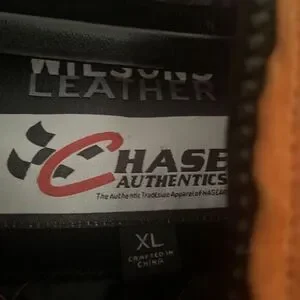 WILSONS
LEATHER
CHASE
AUTHENTICS
The Authentic Trackside Apparel of NASCAR
XL
CRAFTED IN
CHINA